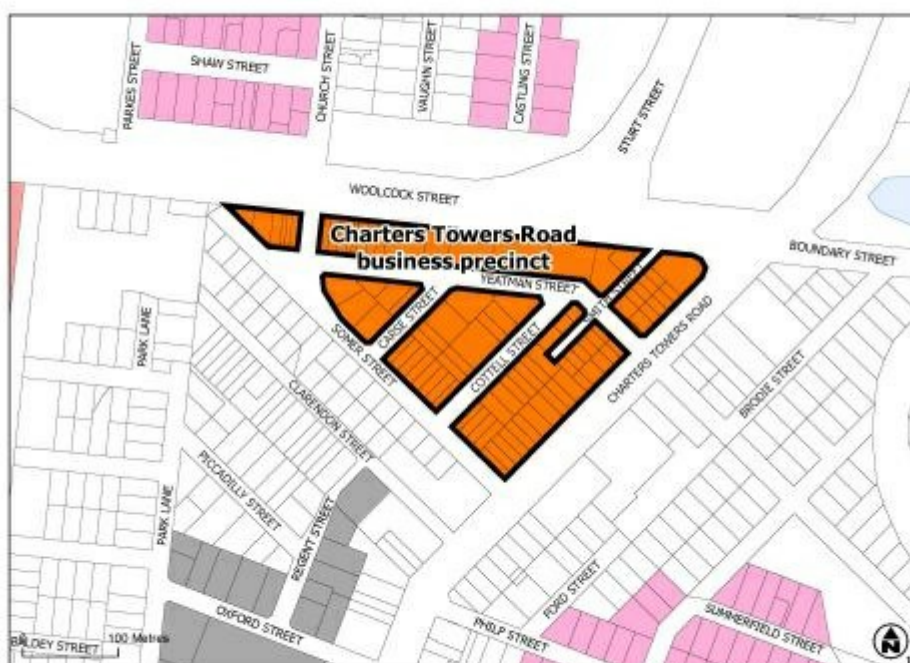 SHAW STREET
PARKES STREET
CHURCH STREET
VAUGHN STREET
CASTLING STREET
STURT STREET
WOOLCOCK STREET
Charters Towers Road
business precinct
BOUNDARY STREET
YEATMAN STREET
CARSE STREET
SOMER STREET
COTTELL STREET
CHARTERS TOWERS ROAD
BRODIE STREET
PARK LANE
CLARENDON STREET
PICCADILLY STREET
PARK LANE
REGENT STREET
OXFORD STREET
FORD STREET
PHILP STREET
SUMMERFIELD STREET
BALDEY STREET
100 Metres
N